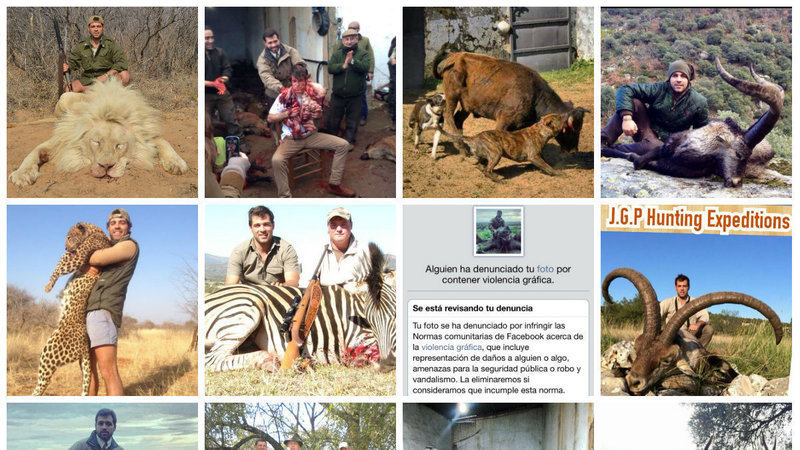 J.G.P Hunting Expeditions
Alguien ha denunciado tu foto por
contener violencia gráfica.
Se está revisando tu denuncia
Tu foto se ha denunciado por infringir las
Normas comunitarias de Facebook acerca de
la violencia gráfica, que incluye
representación de daños a alguien o algo,
amenazas para la seguridad pública o robo y
vandalismo. La eliminaremos si
consideramos que incumple esta norma.